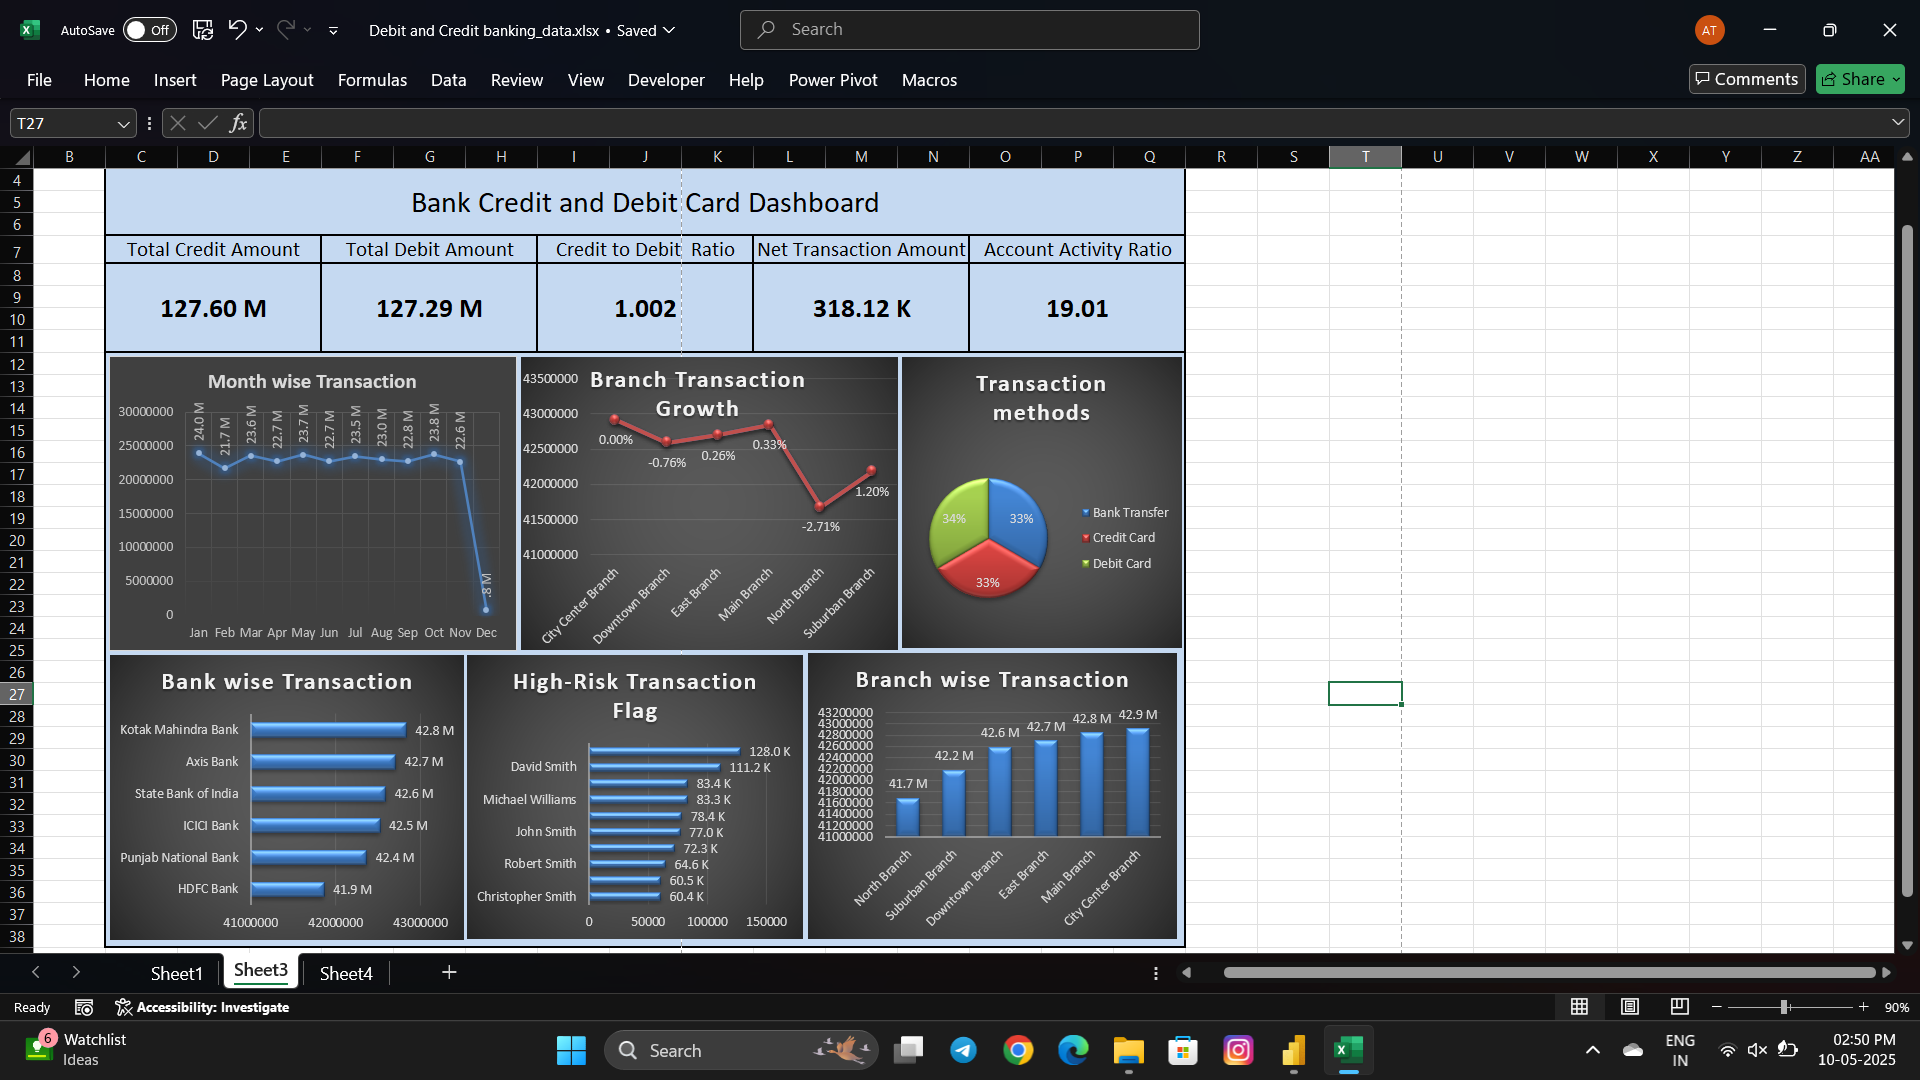 AutoSave Off Debit and Credit banking_data.xlsx • Saved Search AT
File Home Insert Page Layout Formulas Data Review View Developer Help Power Pivot Macros Comments Share
T27 fx
B C D E F G H I J K L M N O P Q R S T U V W X Y Z AA
4
5
6
7
8
9
10
11
12
13
14
15
16
17
18
19
20
21
22
23
24
25
26
27
28
29
30
31
32
33
34
35
36
37
38
Bank Credit and Debit Card Dashboard
Total Credit Amount Total Debit Amount Credit to Debit Ratio Net Transaction Amount Account Activity Ratio
127.60 M 127.29 M 1.002 318.12 K 19.01
Month wise Transaction
30000000
25000000
20000000
15000000
10000000
5000000
0
24.0 M 21.7 M 23.6 M 22.7 M 23.7 M 22.7 M 23.5 M 23.0 M 22.8 M 23.8 M 22.6 M .8 M
Jan Feb Mar Apr May Jun Jul Aug Sep Oct Nov Dec
Branch Transaction
Growth
43500000
43000000
42500000
42000000
41500000
41000000
0.00% -0.76% 0.26% 0.33% -2.71% 1.20%
City Center Branch
Downtown Branch
East Branch
Main Branch
North Branch
Suburban Branch
Transaction
methods
34% 33%
33%
Bank Transfer
Credit Card
Debit Card
Bank wise Transaction
Kotak Mahindra Bank 42.8 M
Axis Bank 42.7 M
State Bank of India 42.6 M
ICICI Bank 42.5 M
Punjab National Bank 42.4 M
HDFC Bank 41.9 M
41000000 42000000 43000000
High-Risk Transaction
Flag
128.0 K
David Smith 111.2 K
83.4 K
Michael Williams 83.3 K
78.4 K
John Smith 77.0 K
72.3 K
Robert Smith 64.6 K
60.5 K
Christopher Smith 60.4 K
0 50000 100000 150000
Branch wise Transaction
43200000
43000000
42800000
42600000
42400000
42200000
42000000
41800000
41600000
41400000
41200000
41000000
41.7 M 42.2 M 42.6 M 42.7 M 42.8 M 42.9 M
North Branch
Suburban Branch
Downtown Branch
East Branch
Main Branch
City Center Branch
Sheet1 Sheet3 Sheet4
Ready Accessibility: Investigate 90%
6 Watchlist
Ideas
Search
ENG
IN
02:50 PM
10-05-2025